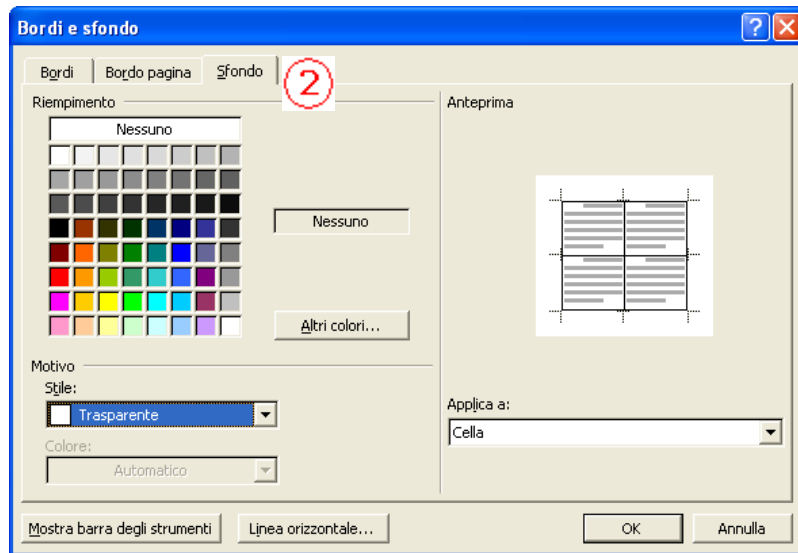 Bordi e sfondo
Bordi
Bordo pagina
Sfondo
2
Riempimento
Nessuno
Nessuno
Altri colori...
Motivo
Stile:
Trasparente
Colore:
Automatico
Anteprima
Applica a:
Cella
Mostra barra degli strumenti
Linea orizzontale...
OK
Annulla